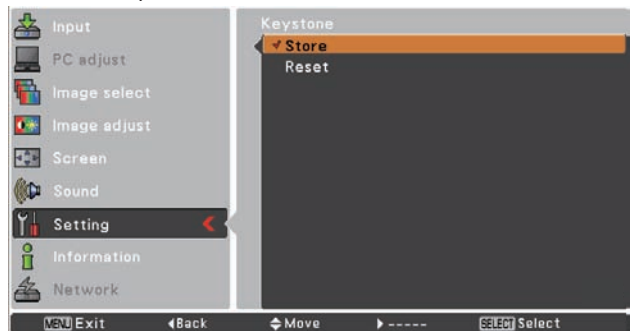 Input
PC adjust
Image select
Image adjust
Screen
Sound
Setting
Information
Network
Keystone
Store
Reset
MENU Exit ◀Back Move ▶ ----- SELECT Select